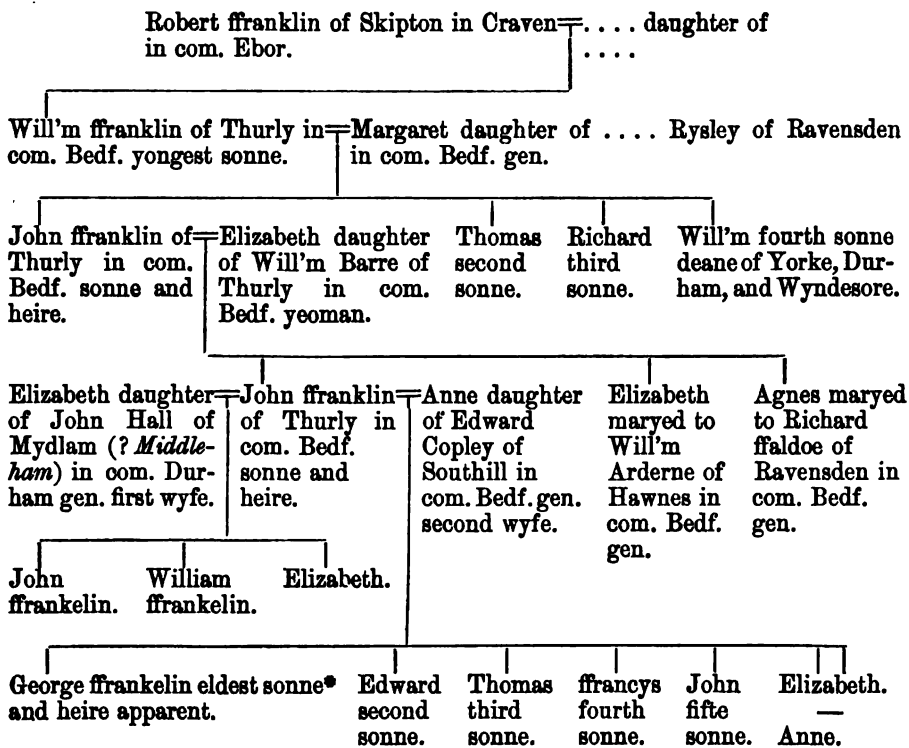 Robert ffranklin of Skipton in Craven=. . . . daughter of
in com. Ebor. . . . .
Will'm ffranklin of Thurly in=Margaret daughter of . . . . Rysley of Ravensden
com. Bedf. yongest sonne. in com. Bedf. gen.
John ffranklin of=
Thurly in com.
Bedf. sonne and
heire.
Elizabeth daughter
of Will'm Barre of
Thurly in com.
Bedf. yeoman.
Thomas
second
sonne.
Richard
third
sonne.
Will'm fourth sonne
deane of Yorke, Dur-
ham, and Wyndesore.
Elizabeth daughter=
of John Hall of
Mydlam (? Middle-
ham) in com. Dur-
ham gen. first wyfe.
John ffranklin=
of Thurly in
com. Bedf.
sonne and
heire.
Anne daughter
of Edward
Copley of
Southill in
com. Bedf. gen.
second wyfe.
Elizabeth
maryed to
Will'm
Arderne of
Hawnes in
com. Bedf.
gen.
Agnes maryed
to Richard
ffaldoe of
Ravensden in
com. Bedf.
gen.
John
ffrankelin.
William
ffrankelin.
Elizabeth.
George ffrankelin eldest sonne*
and heire apparent.
Edward
second
sonne.
Thomas
third
sonne.
ffrancys
fourth
sonne.
John
fifte
sonne.
Elizabeth.
—
Anne.